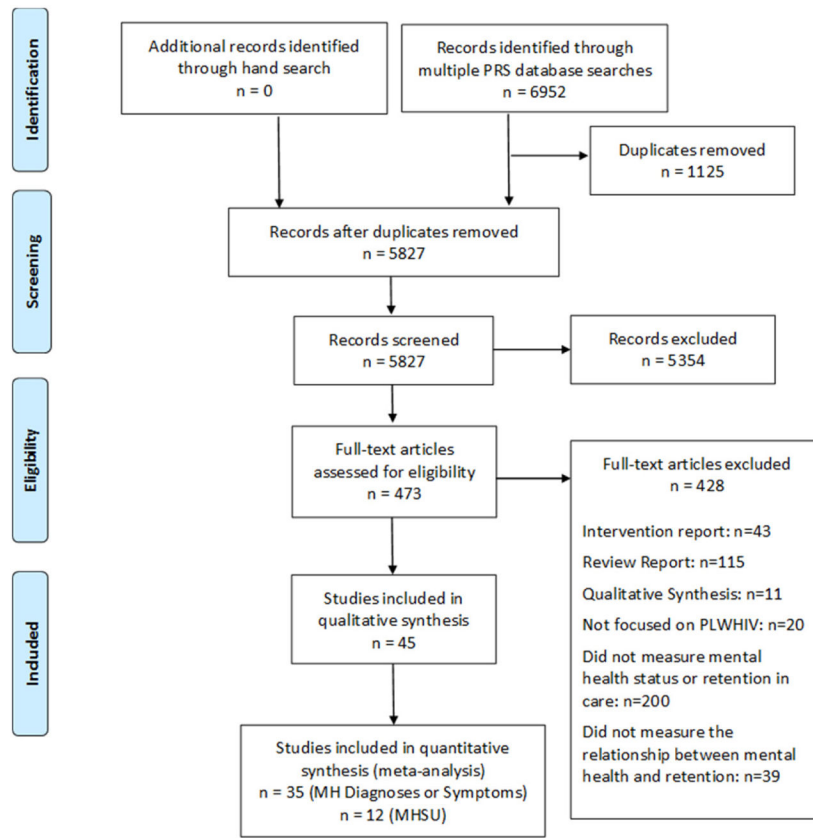 Identification
Additional records identified
through hand search
n = 0
Records identified through
multiple PRS database searches
n = 6952
Duplicates removed
n = 1125
Screening
Records after duplicates removed
n = 5827
Records screened
n = 5827
Records excluded
n = 5354
Eligibility
Full-text articles
assessed for eligibility
n = 473
Full-text articles excluded
n = 428
Intervention report: n=43
Review Report: n=115
Qualitative Synthesis: n=11
Not focused on PLWHIV: n=20
Did not measure mental
health status or retention in
care: n=200
Did not measure the
relationship between mental
health and retention: n=39
Included
Studies included in
qualitative synthesis
n = 45
Studies included in quantitative
synthesis (meta-analysis)
n = 35 (MH Diagnoses or Symptoms)
n = 12 (MHSU)